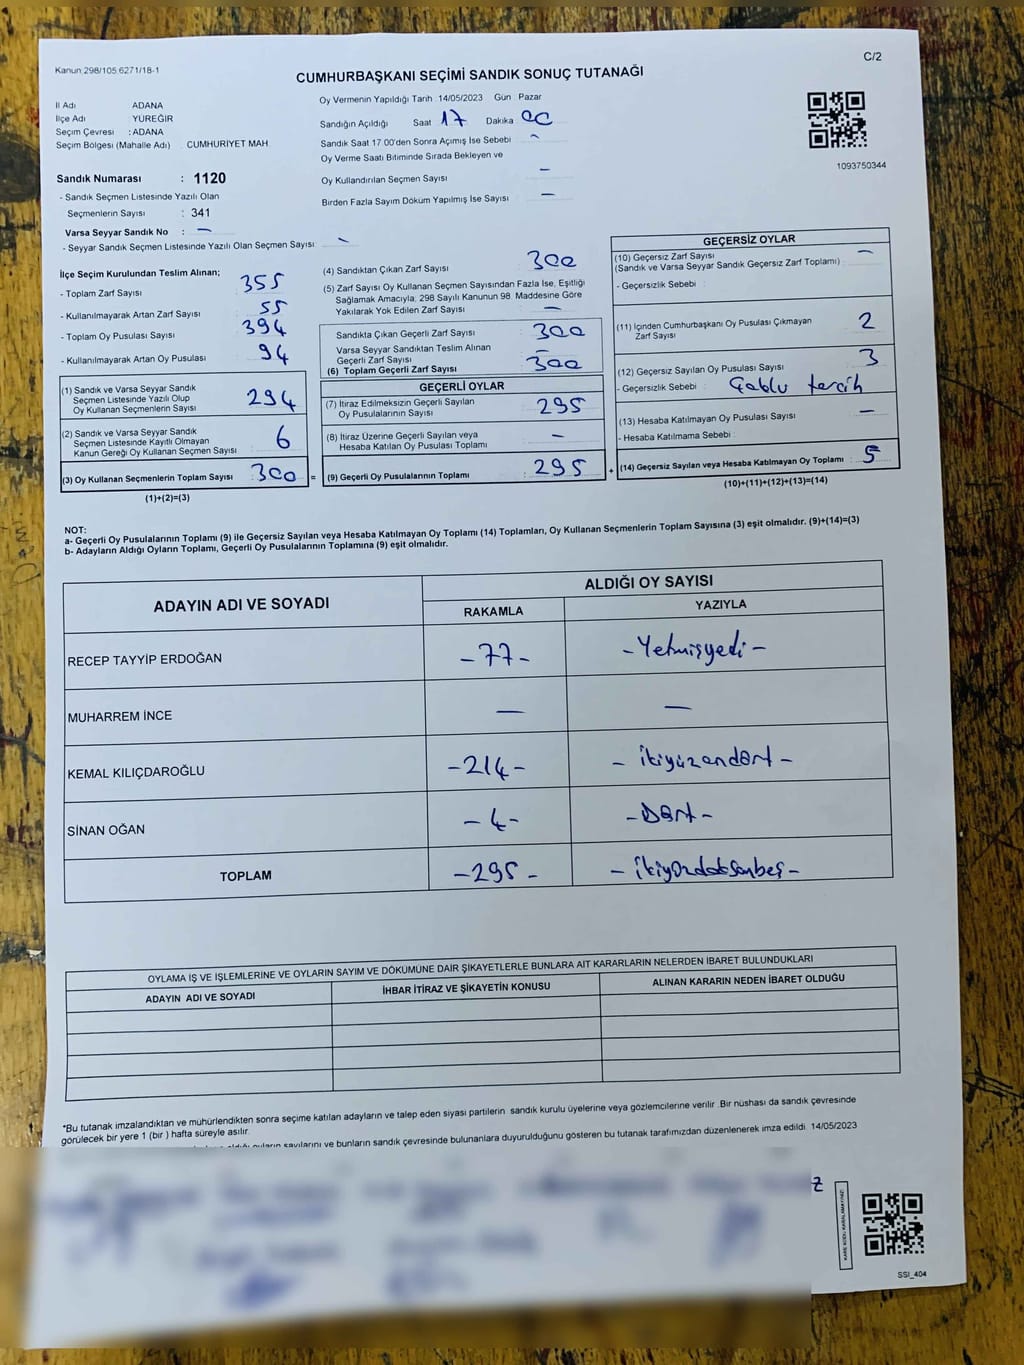 Kanun 298/105 6271/18-1
C/2
CUMHURBAŞKANI SEÇİMİ SANDIK SONUÇ TUTANAĞI
İl Adı ADANA
İlçe Adı YÜREĞİR
Seçim Çevresi : ADANA
Seçim Bölgesi (Mahalle Adı) CUMHURİYET MAH
Oy Vermenin Yapıldığı Tarih 14/05/2023 Gün : Pazar
Sandığın Açıldığı Saat 17 Dakika 00
Sandık Saat 17 00'den Sonra Açımış İse Sebebi -
Oy Verme Saati Bitiminde Sırada Bekleyen ve
Oy Kullandırılan Seçmen Sayısı -
Birden Fazla Sayım Döküm Yapılmış İse Sayısı -
1093750344
Sandık Numarası : 1120
- Sandık Seçmen Listesinde Yazılı Olan
Seçmenlerin Sayısı : 341
Varsa Seyyar Sandık No : -
- Seyyar Sandık Seçmen Listesinde Yazılı Olan Seçmen Sayısı: -
İlçe Seçim Kurulundan Teslim Alınan;
- Toplam Zarf Sayısı 355
- Kullanılmayarak Artan Zarf Sayısı 55
- Toplam Oy Pusulası Sayısı 394
- Kullanılmayarak Artan Oy Pusulası 94
(1) Sandık ve Varsa Seyyar Sandık
Seçmen Listesinde Yazılı Olup
Oy Kullanan Seçmenlerin Sayısı 294
(2) Sandık ve Varsa Seyyar Sandık
Seçmen Listesinde Kayıtlı Olmayan
Kanun Gereği Oy Kullanan Seçmen Sayısı 6
(3) Oy Kullanan Seçmenlerin Toplam Sayısı 300 =
(1)+(2)=(3)
(4) Sandıktan Çıkan Zarf Sayısı 300
(5) Zarf Sayısı Oy Kullanan Seçmen Sayısından Fazla İse, Eşitliği
Sağlamak Amacıyla, 298 Sayılı Kanunun 98. Maddesine Göre
Yakılarak Yok Edilen Zarf Sayısı -
Sandıkta Çıkan Geçerli Zarf Sayısı 300
Varsa Seyyar Sandıktan Teslim Alınan
Geçerli Zarf Sayısı -
(6) Toplam Geçerli Zarf Sayısı 300
GEÇERLİ OYLAR
(7) İtiraz Edilmeksizin Geçerli Sayılan
Oy Pusulalarının Sayısı 295
(8) İtiraz Üzerine Geçerli Sayılan veya
Hesaba Katılan Oy Pusulası Toplamı -
(9) Geçerli Oy Pusulalarının Toplamı : 295 +
GEÇERSİZ OYLAR
(10) Geçersiz Zarf Sayısı -
(Sandık ve Varsa Seyyar Sandık Geçersiz Zarf Toplamı)
- Geçersizlik Sebebi :
(11) İçinden Cumhurbaşkanı Oy Pusulası Çıkmayan
Zarf Sayısı 2
(12) Geçersiz Sayılan Oy Pusulası Sayısı 3
- Geçersizlik Sebebi : Çoklu tercih
(13) Hesaba Katılmayan Oy Pusulası Sayısı -
- Hesaba Katılmama Sebebi :
(14) Geçersiz Sayılan veya Hesaba Katılmayan Oy Toplamı : 5
(10)+(11)+(12)+(13)=(14)
NOT:
a- Geçerli Oy Pusulalarının Toplamı (9) ile Geçersiz Sayılan veya Hesaba Katılmayan Oy Toplamı (14) Toplamları, Oy Kullanan Seçmenlerin Toplam Sayısına (3) eşit olmalıdır. (9)+(14)=(3)
b- Adayların Aldığı Oyların Toplamı, Geçerli Oy Pusulalarının Toplamına (9) eşit olmalıdır.
ADAYIN ADI VE SOYADI
ALDIĞI OY SAYISI
RAKAMLA YAZIYLA
RECEP TAYYİP ERDOĞAN -77- -Yetmişyedi-
MUHARREM İNCE - -
KEMAL KILIÇDAROĞLU -214- - ikiyüzondört -
SİNAN OĞAN -4- -Dört-
TOPLAM -295- - ikiyüzdoksanbeş -
OYLAMA İŞ VE İŞLEMLERİNE VE OYLARIN SAYIM VE DÖKÜMÜNE DAİR ŞİKAYETLERLE BUNLARA AİT KARARLARIN NELERDEN İBARET BULUNDUKLARI
ADAYIN ADI VE SOYADI İHBAR İTİRAZ VE ŞİKAYETİN KONUSU ALINAN KARARIN NEDEN İBARET OLDUĞU
*Bu tutanak imzalandıktan ve mühürlendikten sonra seçime katılan adayların ve talep eden siyasi partilerin sandık kurulu üyelerine veya gözlemcilerine verilir .Bir nüshası da sandık çevresinde
görülecek bir yere 1 (bir ) hafta süreyle asılır.
oyların sayılarını ve bunların sandık çevresinde bulunanlara duyurulduğunu gösteren bu tutanak tarafımızdan düzenlenerek imza edildi. 14/05/2023
KARE KODU KARALAMAYINIZ!
SSI_404